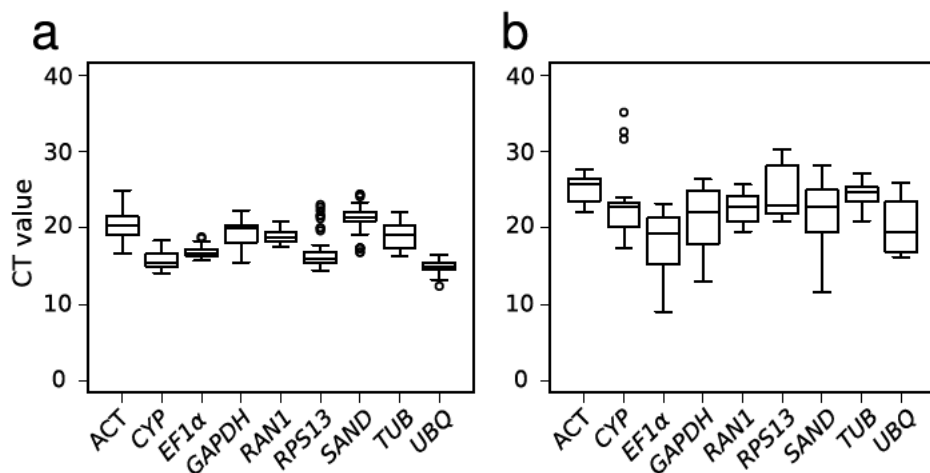 a
b
CT value
40
30
20
10
0
ACT
CYP
EF1α
GAPDH
RAN1
RPS13
SAND
TUB
UBQ
40
30
20
10
0
ACT
CYP
EF1α
GAPDH
RAN1
RPS13
SAND
TUB
UBQ